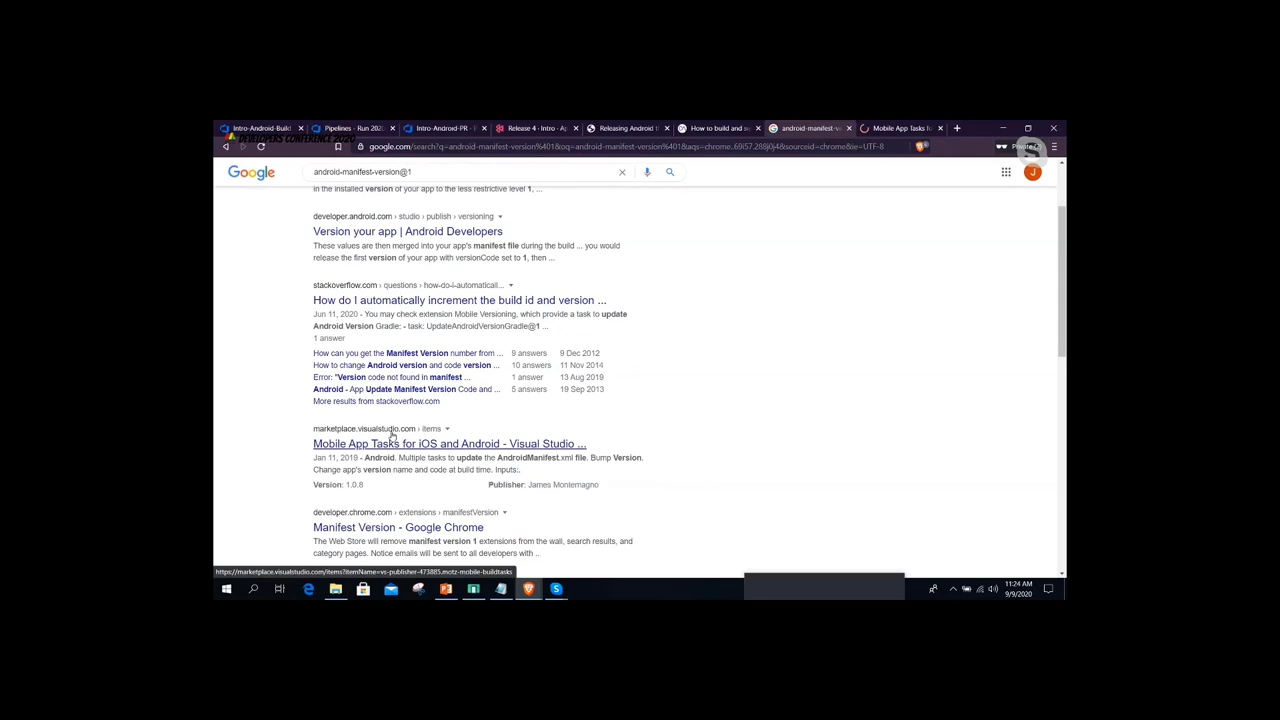 Intro-Android-Build
Pipelines - Run 202
Intro-Android-PR -
Release 4 - Intro - Ap
Releasing Android
How to build and
android-manifest-v
Mobile App Tasks fo
DEVELOPERS CONFERENCE 2020
google.com/search?q=android-manifest-version%401&oq=android-manifest-version%401&aqs=chrome..69i57.288j0j4&sourceid=chrome&ie=UTF-8
Private
Google
android-manifest-version@1
J
in the installed version of your app to the less restrictive level 1, ...
developer.android.com › studio › publish › versioning
Version your app | Android Developers
These values are then merged into your app's manifest file during the build ... you would
release the first version of your app with versionCode set to 1, then ...
stackoverflow.com › questions › how-do-i-automaticall...
How do I automatically increment the build id and version ...
Jun 11, 2020 - You may check extension Mobile Versioning, which provide a task to update
Android Version Gradle: - task: UpdateAndroidVersionGradle@1 ...
1 answer
How can you get the Manifest Version number from ... 9 answers 9 Dec 2012
How to change Android version and code version ... 10 answers 11 Nov 2014
Error: "Version code not found in manifest ... 1 answer 13 Aug 2019
Android - App Update Manifest Version Code and ... 5 answers 19 Sep 2013
More results from stackoverflow.com
marketplace.visualstudio.com › items
Mobile App Tasks for iOS and Android - Visual Studio ...
Jan 11, 2019 - Android. Multiple tasks to update the AndroidManifest.xml file. Bump Version.
Change app's version name and code at build time. Inputs:.
Version: 1.0.8 Publisher: James Montemagno
developer.chrome.com › extensions › manifestVersion
Manifest Version - Google Chrome
The Web Store will remove manifest version 1 extensions from the wall, search results, and
category pages. Notice emails will be sent to all developers with ..
https://marketplace.visualstudio.com/items?itemName=vs-publisher-473885.motz-mobile-buildtasks
11:24 AM
9/9/2020